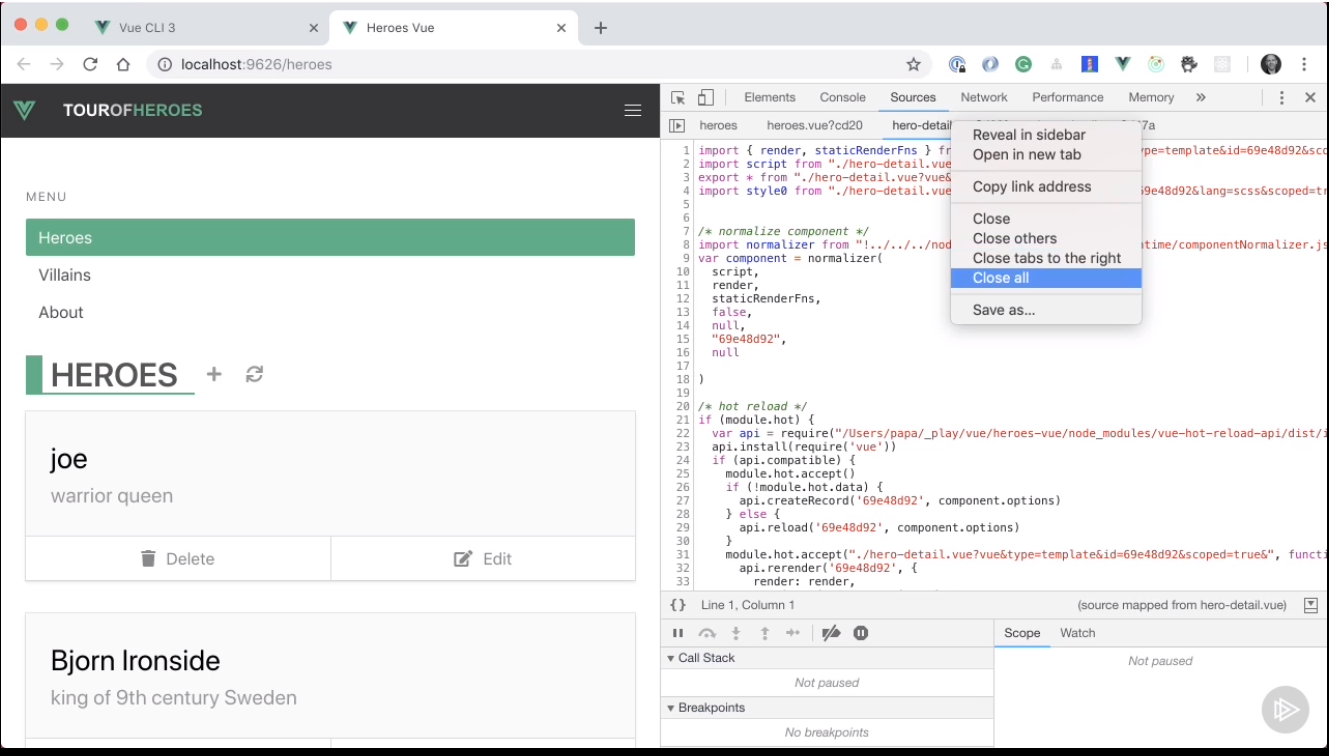 Vue CLI 3
Heroes Vue
localhost:9626/heroes
TOUROFHEROES
MENU
Heroes
Villains
About
HEROES
joe
warrior queen
Delete
Edit
Bjorn Ironside
king of 9th century Sweden
Elements Console Sources Network Performance Memory »
heroes heroes.vue?cd20 hero-detail 7a
Reveal in sidebar
Open in new tab
Copy link address
Close
Close others
Close tabs to the right
Close all
Save as...
1 import { render, staticRenderFns } fr pe=template&id=69e48d92&sco
2 import script from "./hero-detail.vue
3 export * from "./hero-detail.vue?vue&
4 import style0 from "./hero-detail.vue 9e48d92&lang=scss&scoped=tr
5
6
7 /* normalize component */
8 import normalizer from "!../../../nod ntime/componentNormalizer.js
9 var component = normalizer(
10 script,
11 render,
12 staticRenderFns,
13 false,
14 null,
15 "69e48d92",
16 null
17
18 )
19
20 /* hot reload */
21 if (module.hot) {
22 var api = require("/Users/papa/_play/vue/heroes-vue/node_modules/vue-hot-reload-api/dist/i
23 api.install(require('vue'))
24 if (api.compatible) {
25 module.hot.accept()
26 if (!module.hot.data) {
27 api.createRecord('69e48d92', component.options)
28 } else {
29 api.reload('69e48d92', component.options)
30 }
31 module.hot.accept("./hero-detail.vue?vue&type=template&id=69e48d92&scoped=true&", functi
32 api.rerender('69e48d92', {
33 render: render,
{} Line 1, Column 1 (source mapped from hero-detail.vue)
Scope Watch
Call Stack
Not paused
Not paused
Breakpoints
No breakpoints